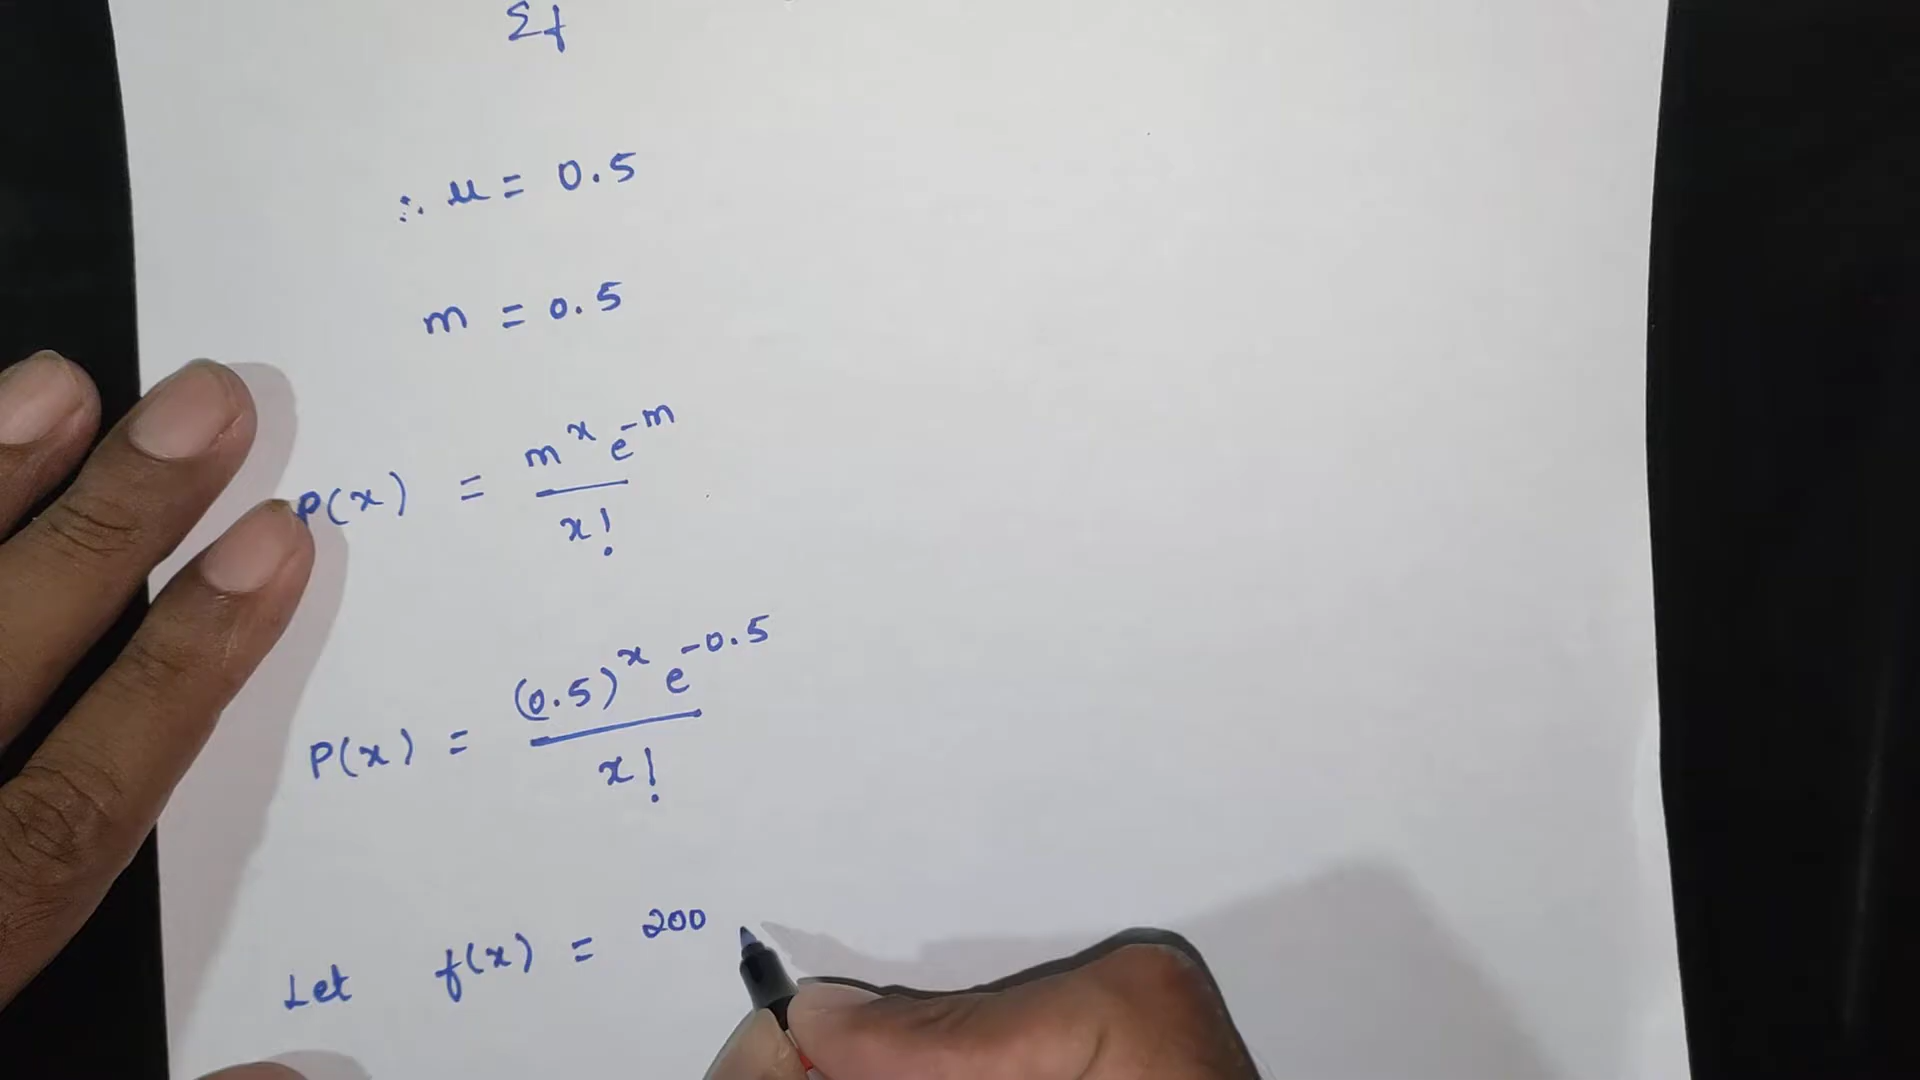 Σf
∴ μ = 0.5
m = 0.5
P(x) = m^x e^-m / x!
P(x) = (0.5)^x e^-0.5 / x!
Let f(x) = 200